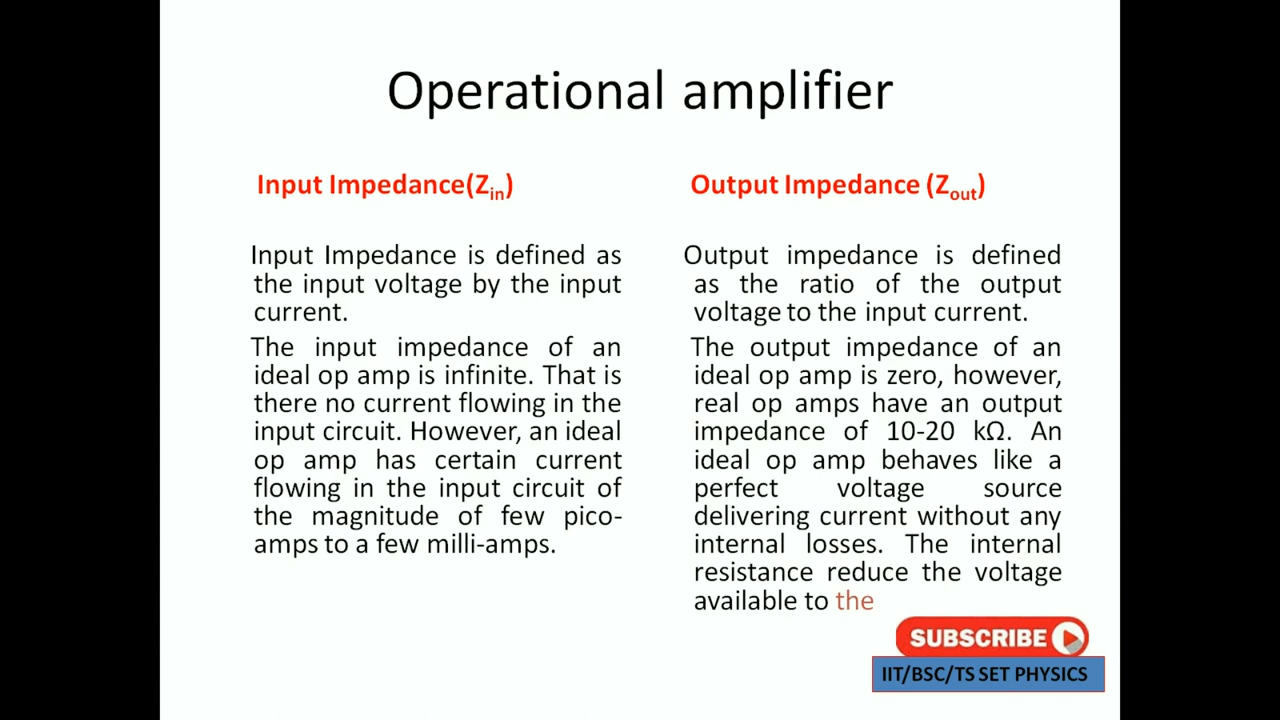 Operational amplifier
Input Impedance(Zin)
Input Impedance is defined as
the input voltage by the input
current.
The input impedance of an
ideal op amp is infinite. That is
there no current flowing in the
input circuit. However, an ideal
op amp has certain current
flowing in the input circuit of
the magnitude of few pico-
amps to a few milli-amps.
Output Impedance (Zout)
Output impedance is defined
as the ratio of the output
voltage to the input current.
The output impedance of an
ideal op amp is zero, however,
real op amps have an output
impedance of 10-20 kΩ. An
ideal op amp behaves like a
perfect voltage source
delivering current without any
internal losses. The internal
resistance reduce the voltage
available to the
SUBSCRIBE
IIT/BSC/TS SET PHYSICS